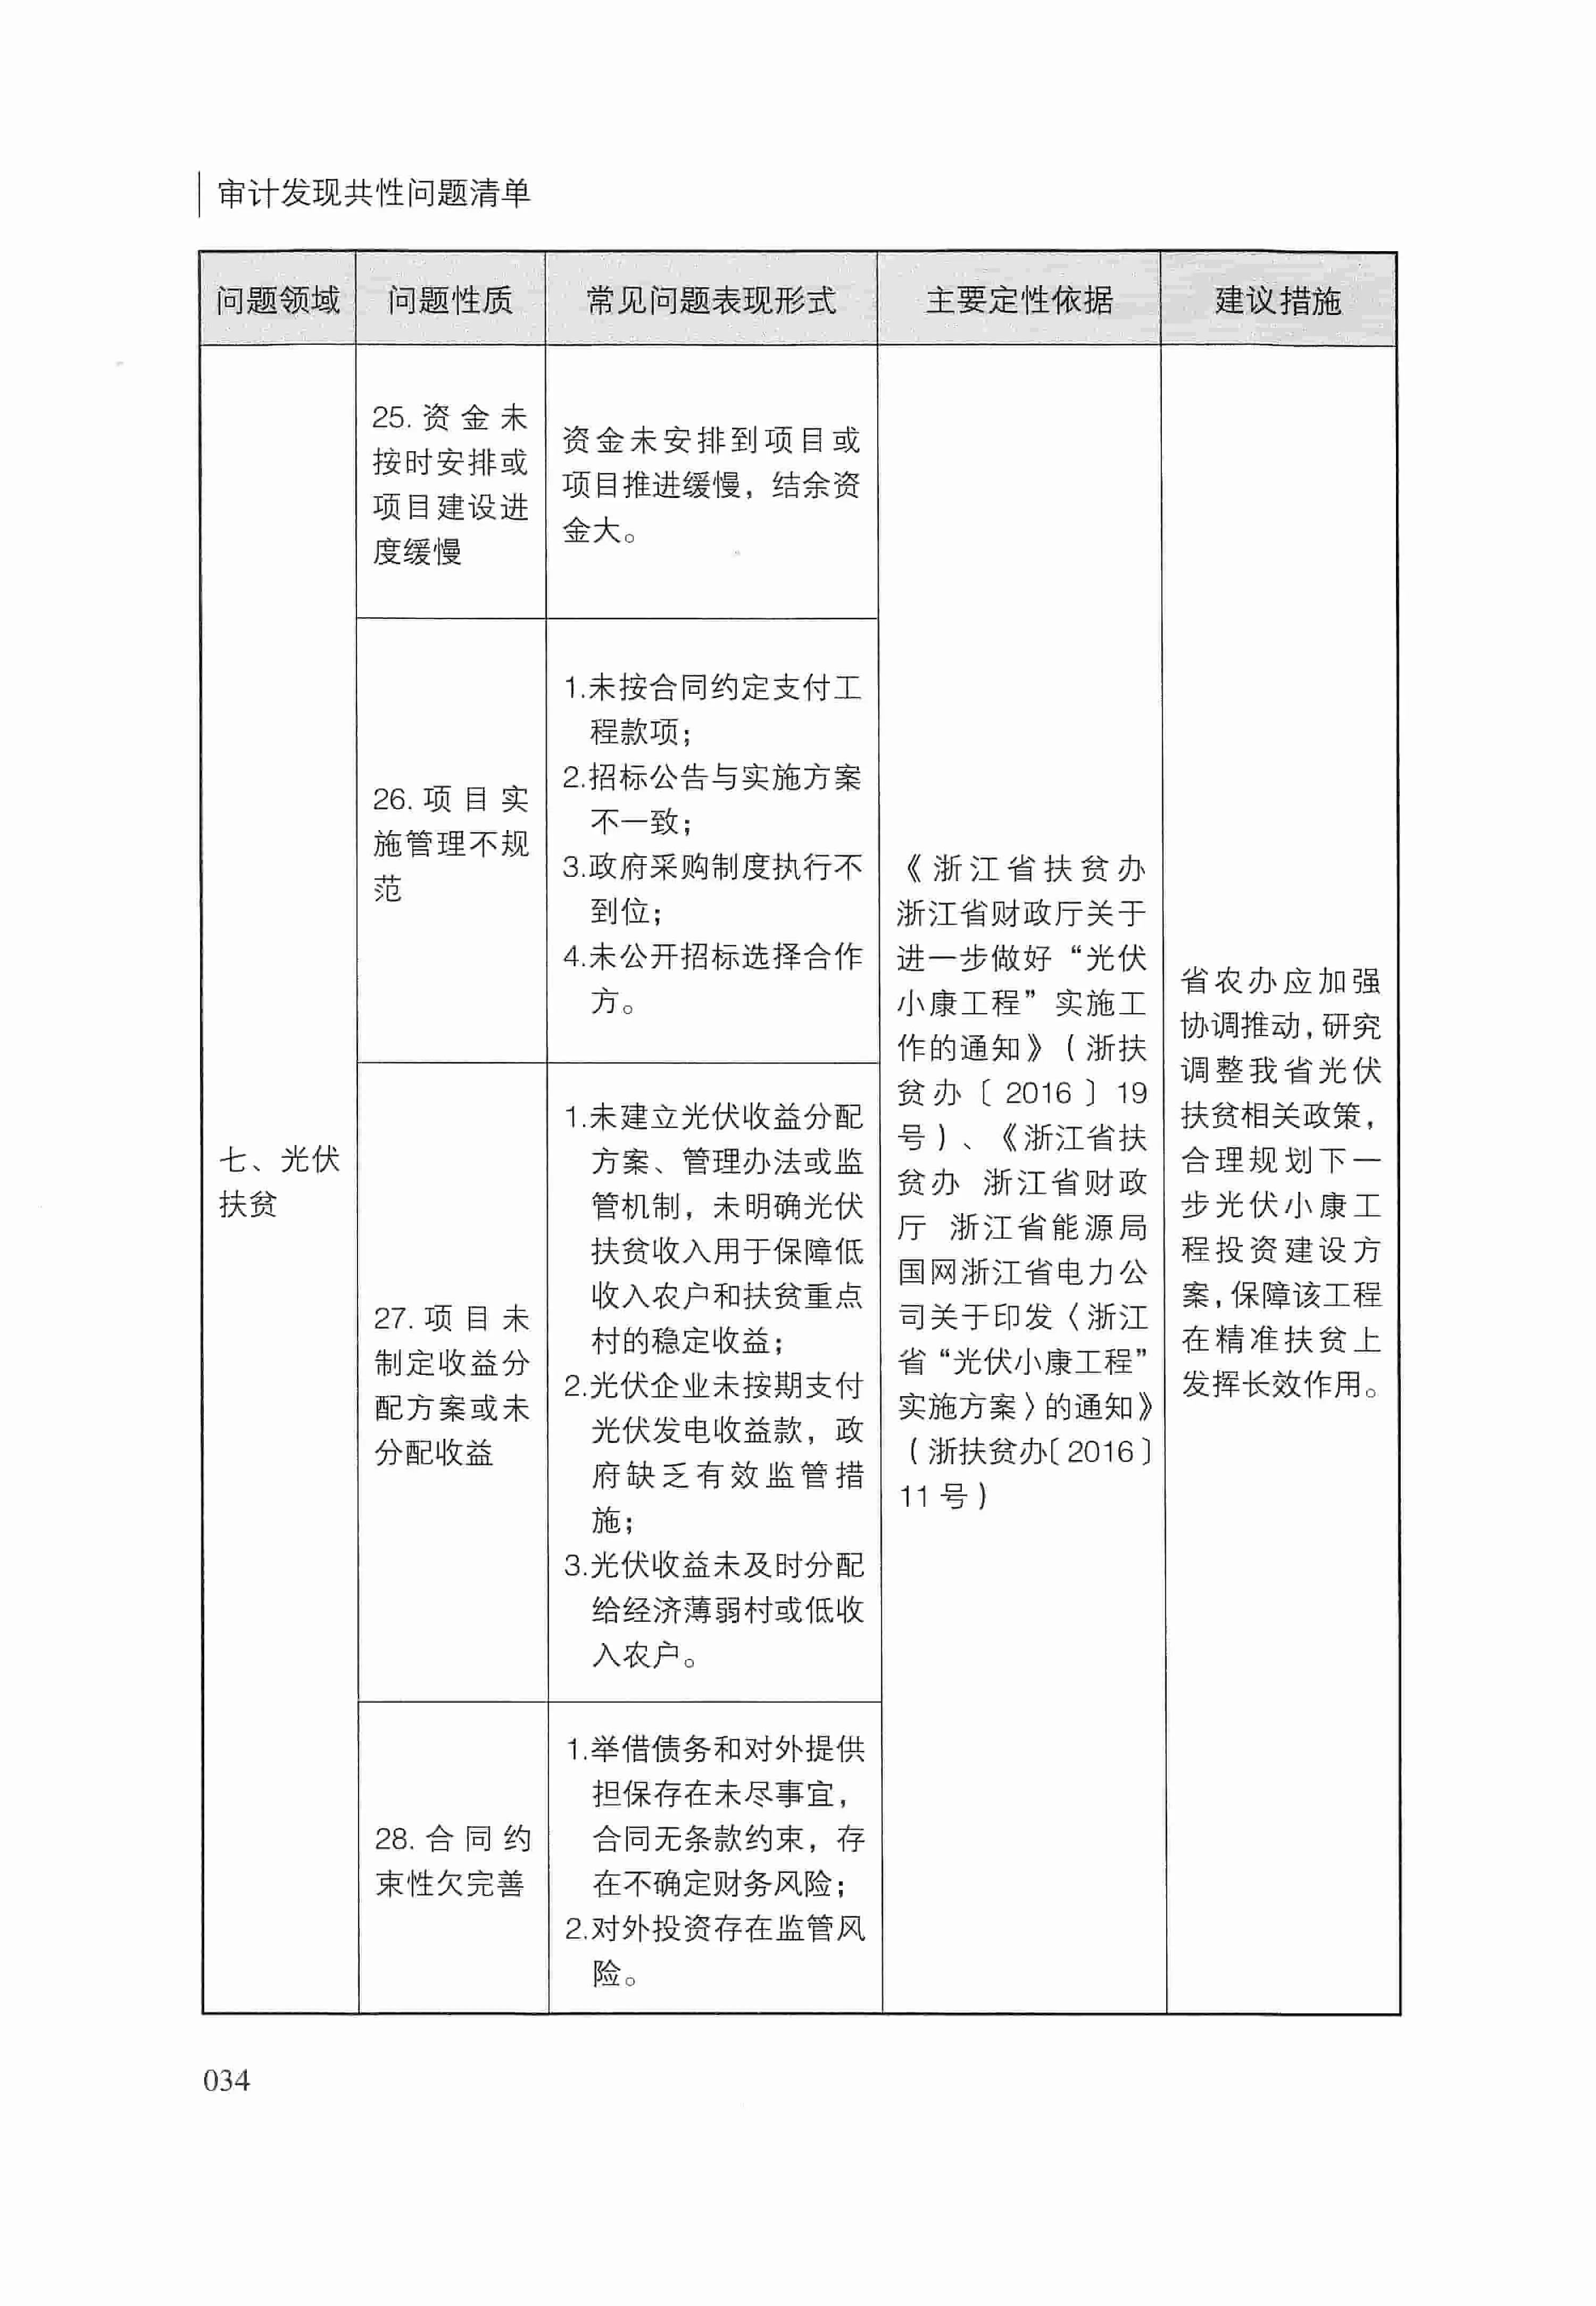 审计发现共性问题清单
问题领域
问题性质
常见问题表现形式
主要定性依据
建议措施
七、光伏
扶贫
25. 资金未
按时安排或
项目建设进
度缓慢
资金未安排到项目或
项目推进缓慢，结余资
金大。
26. 项目实
施管理不规
范
1.未按合同约定支付工
程款项；
2.招标公告与实施方案
不一致；
3.政府采购制度执行不
到位；
4.未公开招标选择合作
方。
27. 项目未
制定收益分
配方案或未
分配收益
1.未建立光伏收益分配
方案、管理办法或监
管机制，未明确光伏
扶贫收入用于保障低
收入农户和扶贫重点
村的稳定收益；
2.光伏企业未按期支付
光伏发电收益款，政
府缺乏有效监管措
施；
3.光伏收益未及时分配
给经济薄弱村或低收
入农户。
28. 合同约
束性欠完善
1.举借债务和对外提供
担保存在未尽事宜，
合同无条款约束，存
在不确定财务风险；
2.对外投资存在监管风
险。
《浙江省扶贫办
浙江省财政厅关于
进一步做好“光伏
小康工程”实施工
作的通知》（浙扶
贫办〔2016〕19
号）、《浙江省扶
贫办 浙江省财政
厅 浙江省能源局
国网浙江省电力公
司关于印发〈浙江
省“光伏小康工程”
实施方案〉的通知》
（浙扶贫办〔2016〕
11 号）
省农办应加强
协调推动，研究
调整我省光伏
扶贫相关政策，
合理规划下一
步光伏小康工
程投资建设方
案，保障该工程
在精准扶贫上
发挥长效作用。
034